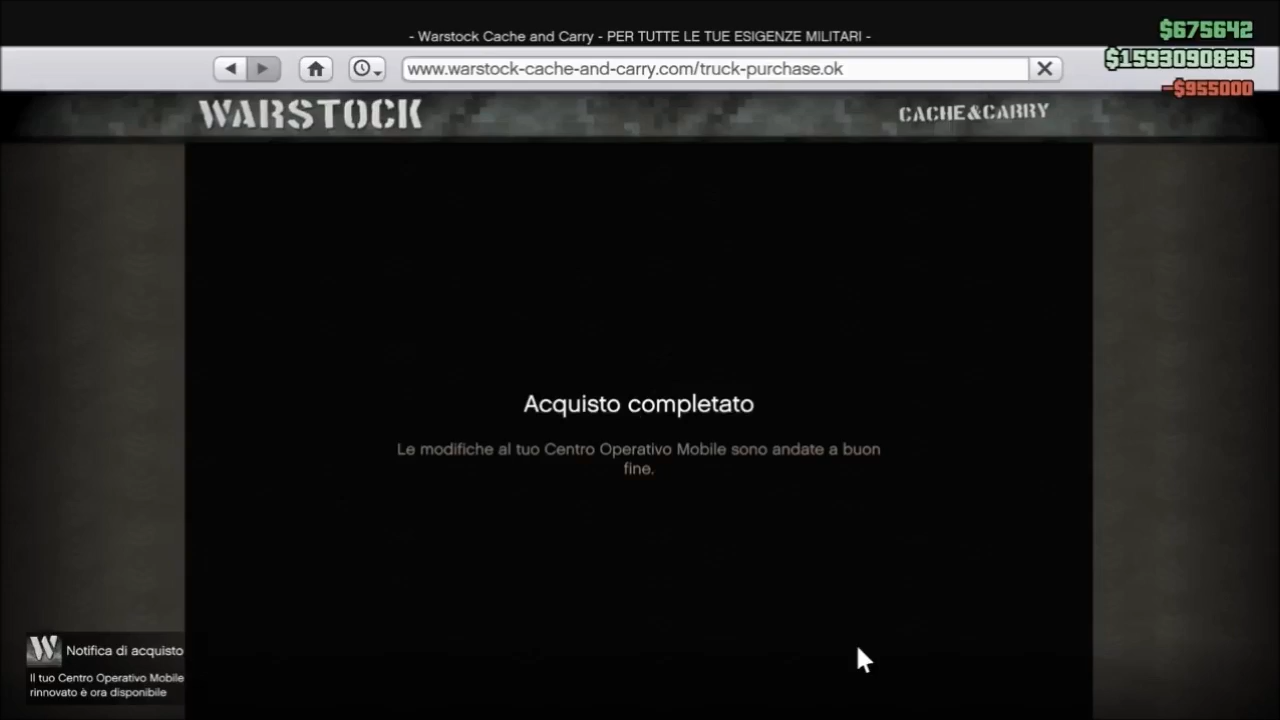 - Warstock Cache and Carry - PER TUTTE LE TUE ESIGENZE MILITARI -
$675642
$1593090835
-$955000
www.warstock-cache-and-carry.com/truck-purchase.ok
WARSTOCK
CACHE&CARRY
Acquisto completato
Le modifiche al tuo Centro Operativo Mobile sono andate a buon
fine.
W
Notifica di acquisto
Il tuo Centro Operativo Mobile
rinnovato è ora disponibile